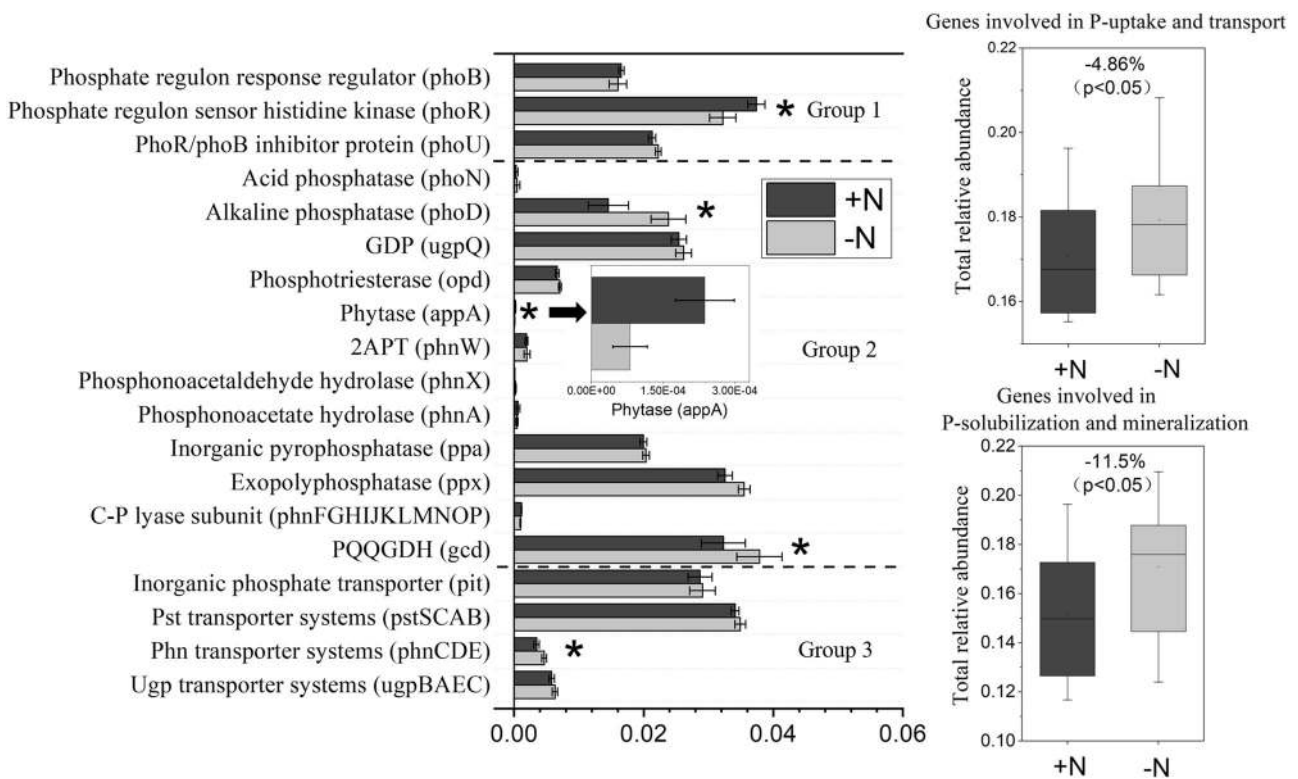 Phosphate regulon response regulator (phoB)
Phosphate regulon sensor histidine kinase (phoR)
PhoR/phoB inhibitor protein (phoU)
Acid phosphatase (phoN)
Alkaline phosphatase (phoD)
GDP (ugpQ)
Phosphotriesterase (opd)
Phytase (appA)
2APT (phnW)
Phosphonoacetaldehyde hydrolase (phnX)
Phosphonoacetate hydrolase (phnA)
Inorganic pyrophosphatase (ppa)
Exopolyphosphatase (ppx)
C-P lyase subunit (phnFGHIJKLMNOP)
PQQGDH (gcd)
Inorganic phosphate transporter (pit)
Pst transporter systems (pstSCAB)
Phn transporter systems (phnCDE)
Ugp transporter systems (ugpBAEC)
0.00 0.02 0.04 0.06
* Group 1
*
*
Group 2
*
* Group 3
+N
-N
0.00E+00 1.50E-04 3.00E-04
Phytase (appA)
Genes involved in P-uptake and transport
0.22
0.20
0.18
0.16
Total relative abundance
-4.86%
(p<0.05)
+N -N
Genes involved in
P-solubilization and mineralization
0.22
0.20
0.18
0.16
0.14
0.12
0.10
Total relative abundance
-11.5%
(p<0.05)
+N -N